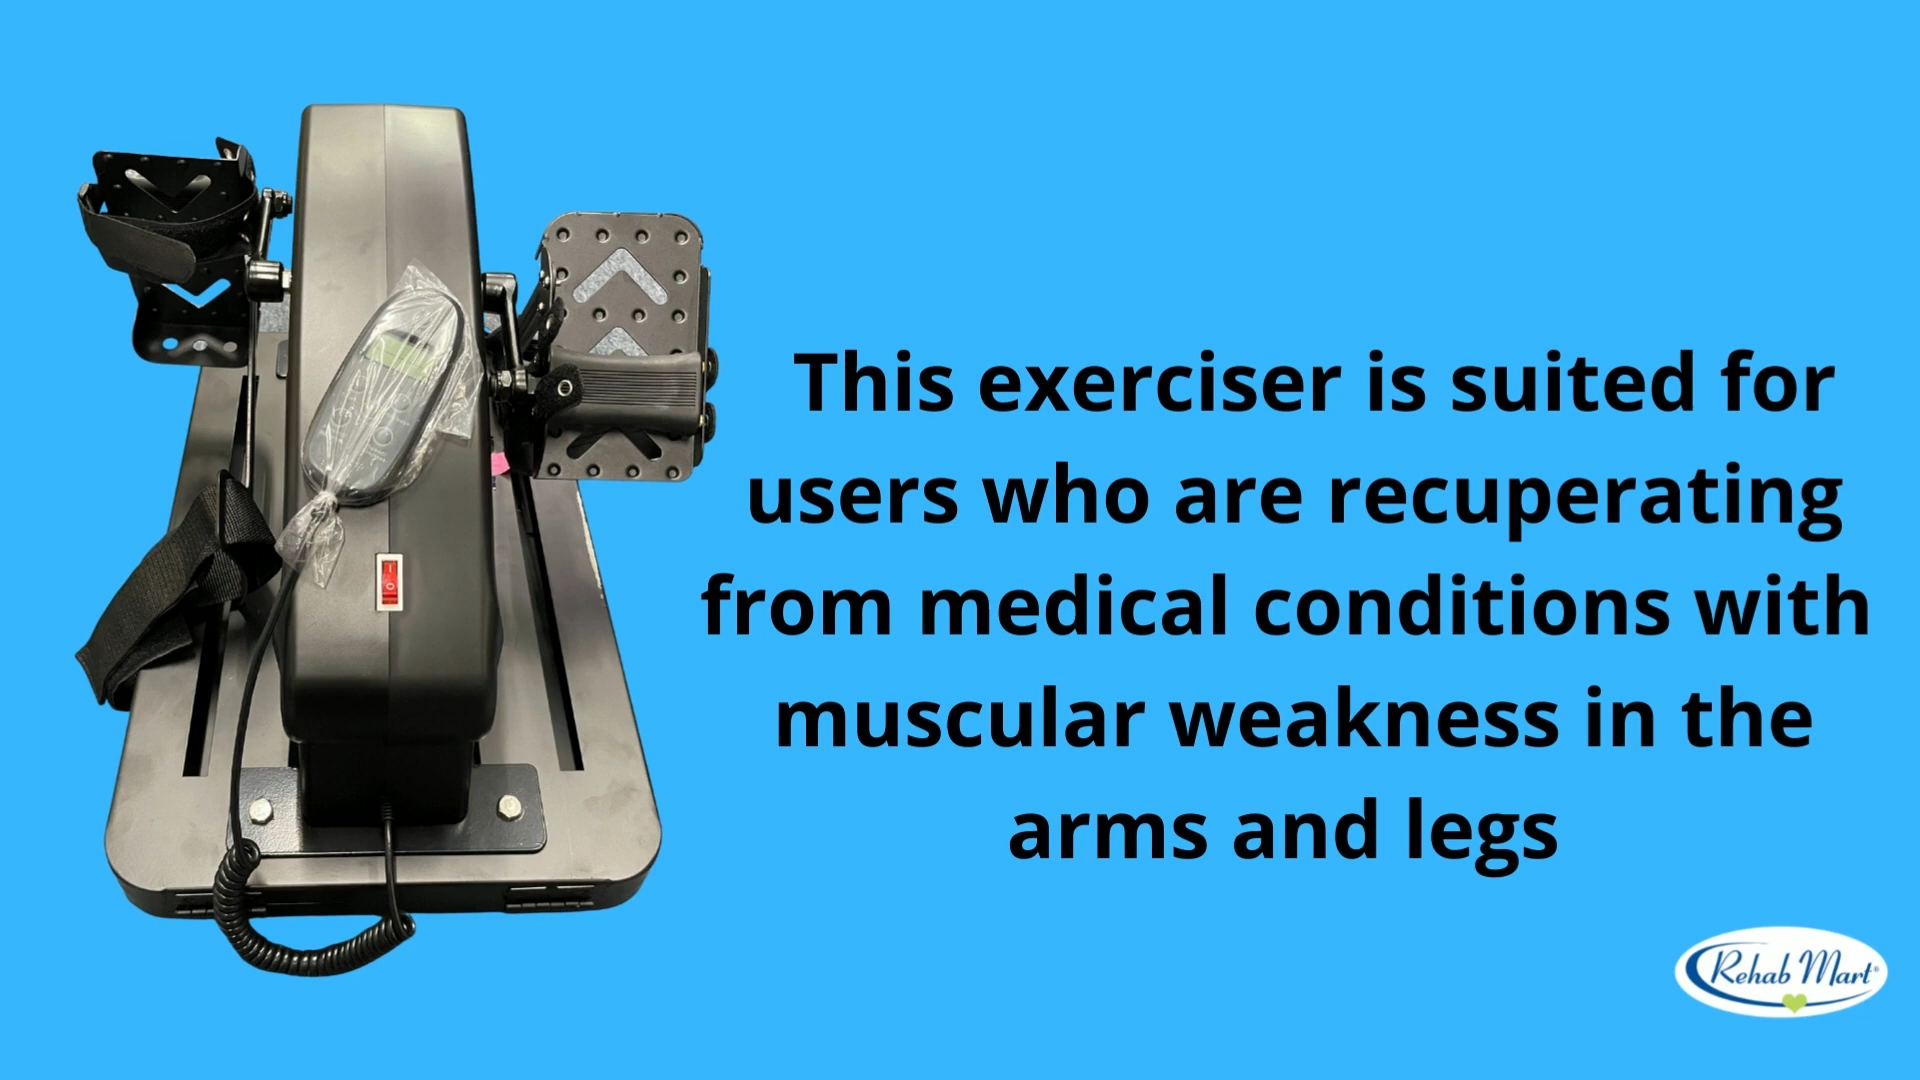 This exerciser is suited for
users who are recuperating
from medical conditions with
muscular weakness in the
arms and legs
Rehab Mart®